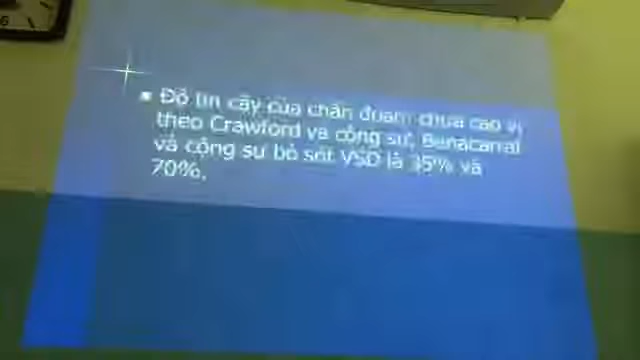 Độ tin cậy của chẩn đoán chưa cao vì
theo Crawford và cộng sự, Benacarral
và cộng sự bỏ sót VSD là 35% và
70%.